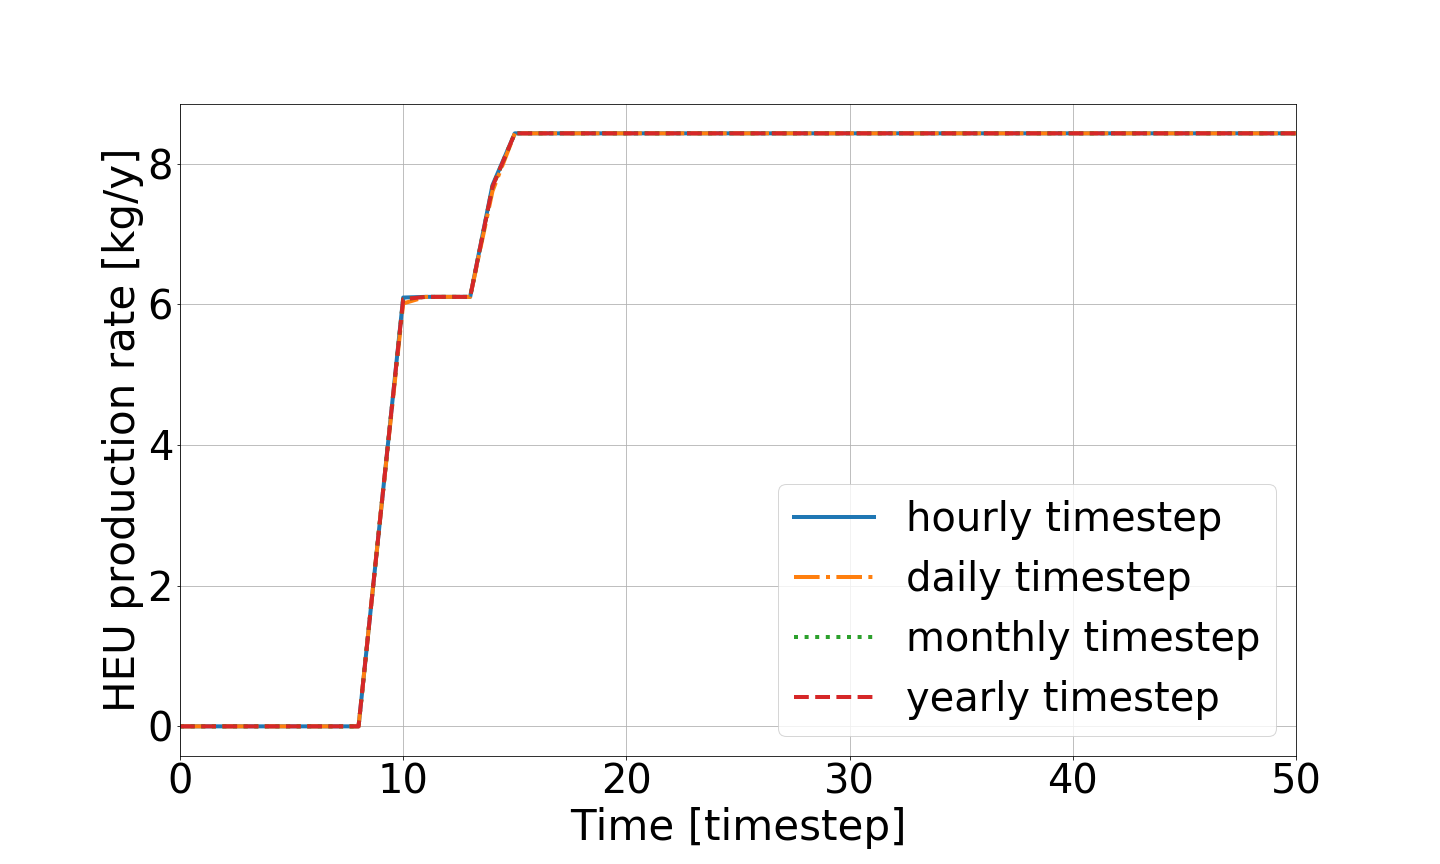 HEU production rate [kg/y]
8
6
4
2
0
0 10 20 30 40 50
Time [timestep]
hourly timestep
daily timestep
monthly timestep
yearly timestep